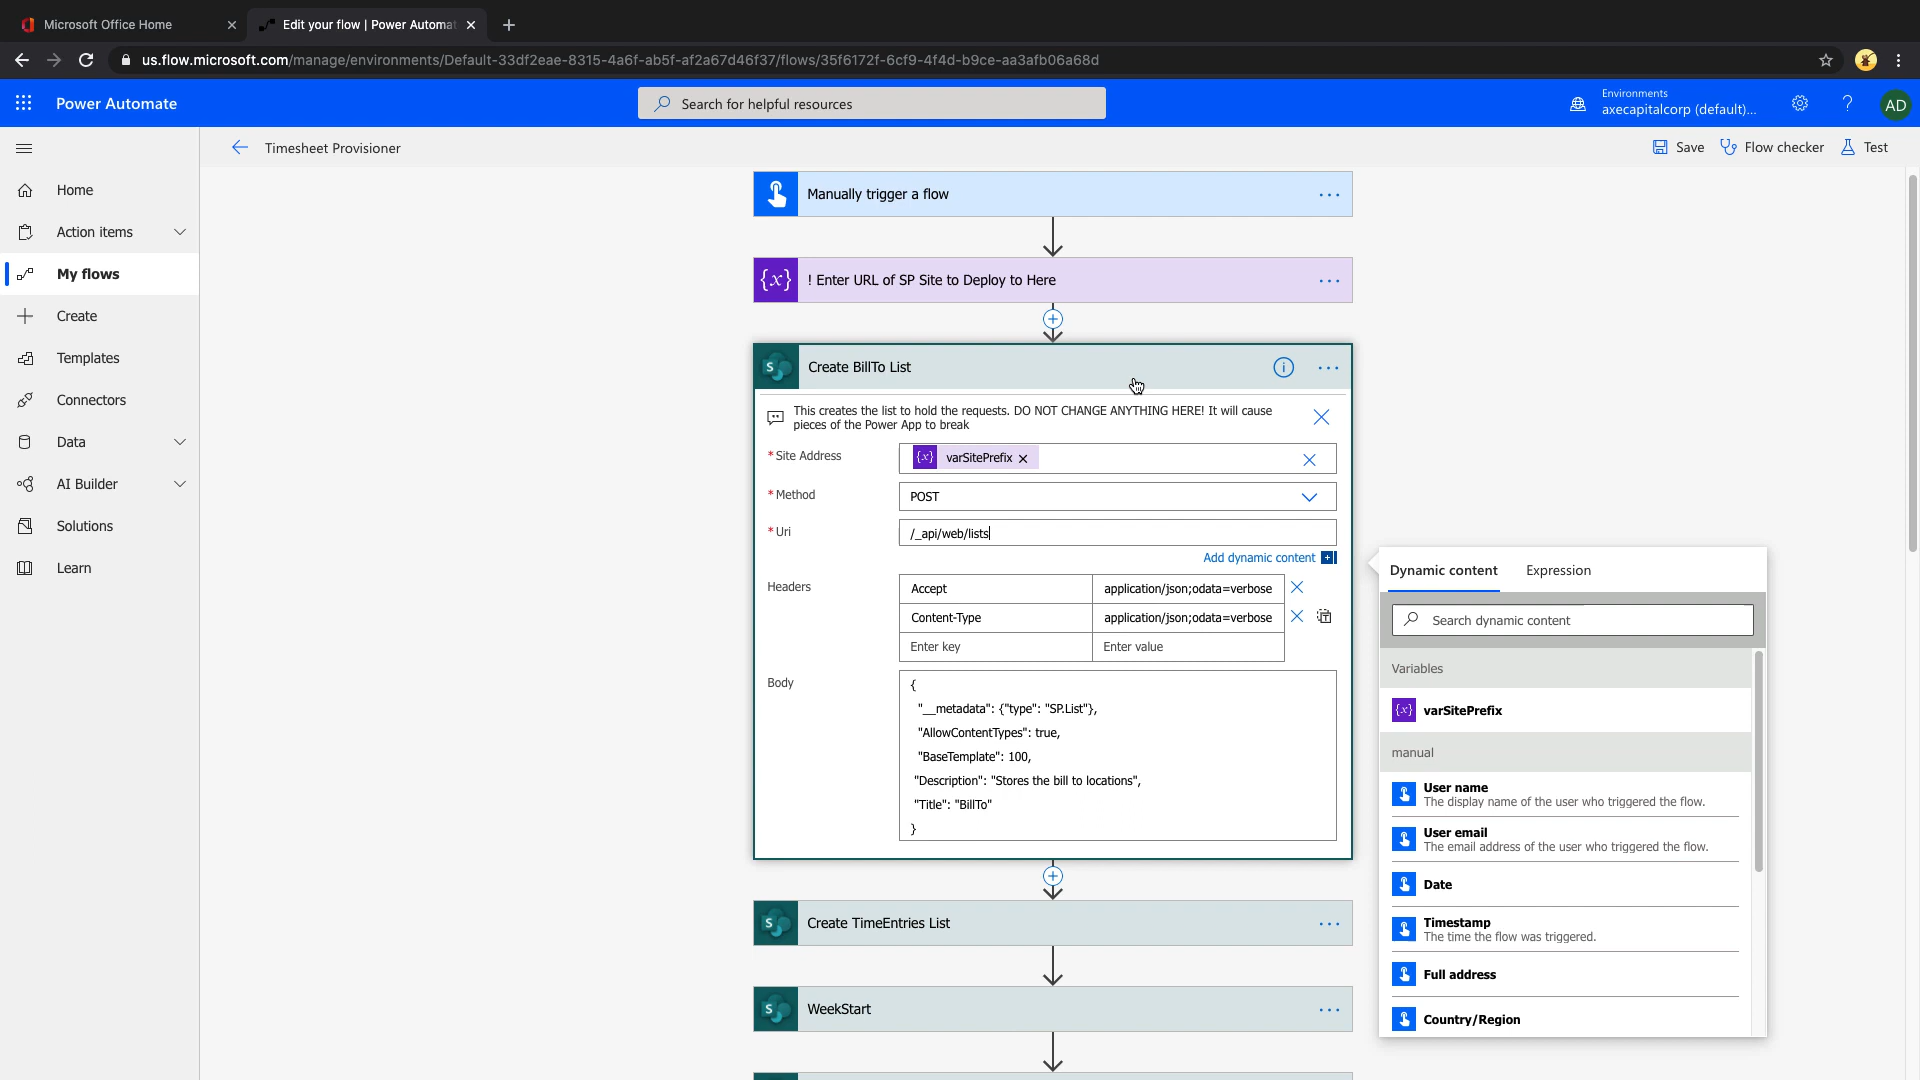 Microsoft Office Home
Edit your flow | Power Automat
us.flow.microsoft.com/manage/environments/Default-33df2eae-8315-4a6f-ab5f-af2a67d46f37/flows/35f6172f-6cf9-4f4d-b9ce-aa3afb06a68d
Power Automate
Search for helpful resources
Environments
axecapitalcorp (default)...
?
AD
Timesheet Provisioner
Save
Flow checker
Test
Home
Action items
My flows
Create
Templates
Connectors
Data
AI Builder
Solutions
Learn
Manually trigger a flow
...
{x}
! Enter URL of SP Site to Deploy to Here
...
S
Create BillTo List
i
...
This creates the list to hold the requests. DO NOT CHANGE ANYTHING HERE! It will cause
pieces of the Power App to break
* Site Address
{x} varSitePrefix
* Method
POST
* Uri
/_api/web/lists
Add dynamic content
Headers
Accept
application/json;odata=verbose
Content-Type
application/json;odata=verbose
Enter key
Enter value
Body
{
"__metadata": {"type": "SP.List"},
"AllowContentTypes": true,
"BaseTemplate": 100,
"Description": "Stores the bill to locations",
"Title": "BillTo"
}
S
Create TimeEntries List
...
S
WeekStart
...
Dynamic content
Expression
Search dynamic content
Variables
{x} varSitePrefix
manual
User name
The display name of the user who triggered the flow.
User email
The email address of the user who triggered the flow.
Date
Timestamp
The time the flow was triggered.
Full address
Country/Region